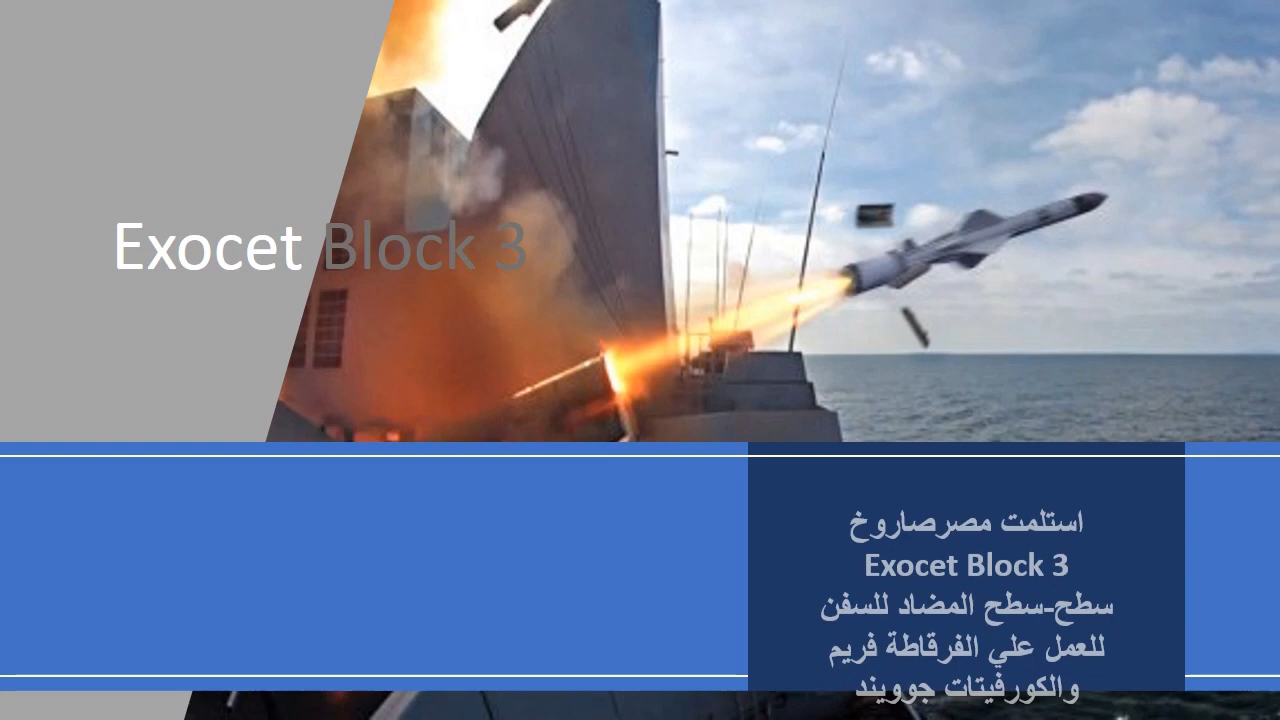 Exocet Block 3
استلمت مصرصاروخ
Exocet Block 3
سطح-سطح المضاد للسفن
للعمل علي الفرقاطة فريم
والكورفيتات جوويند